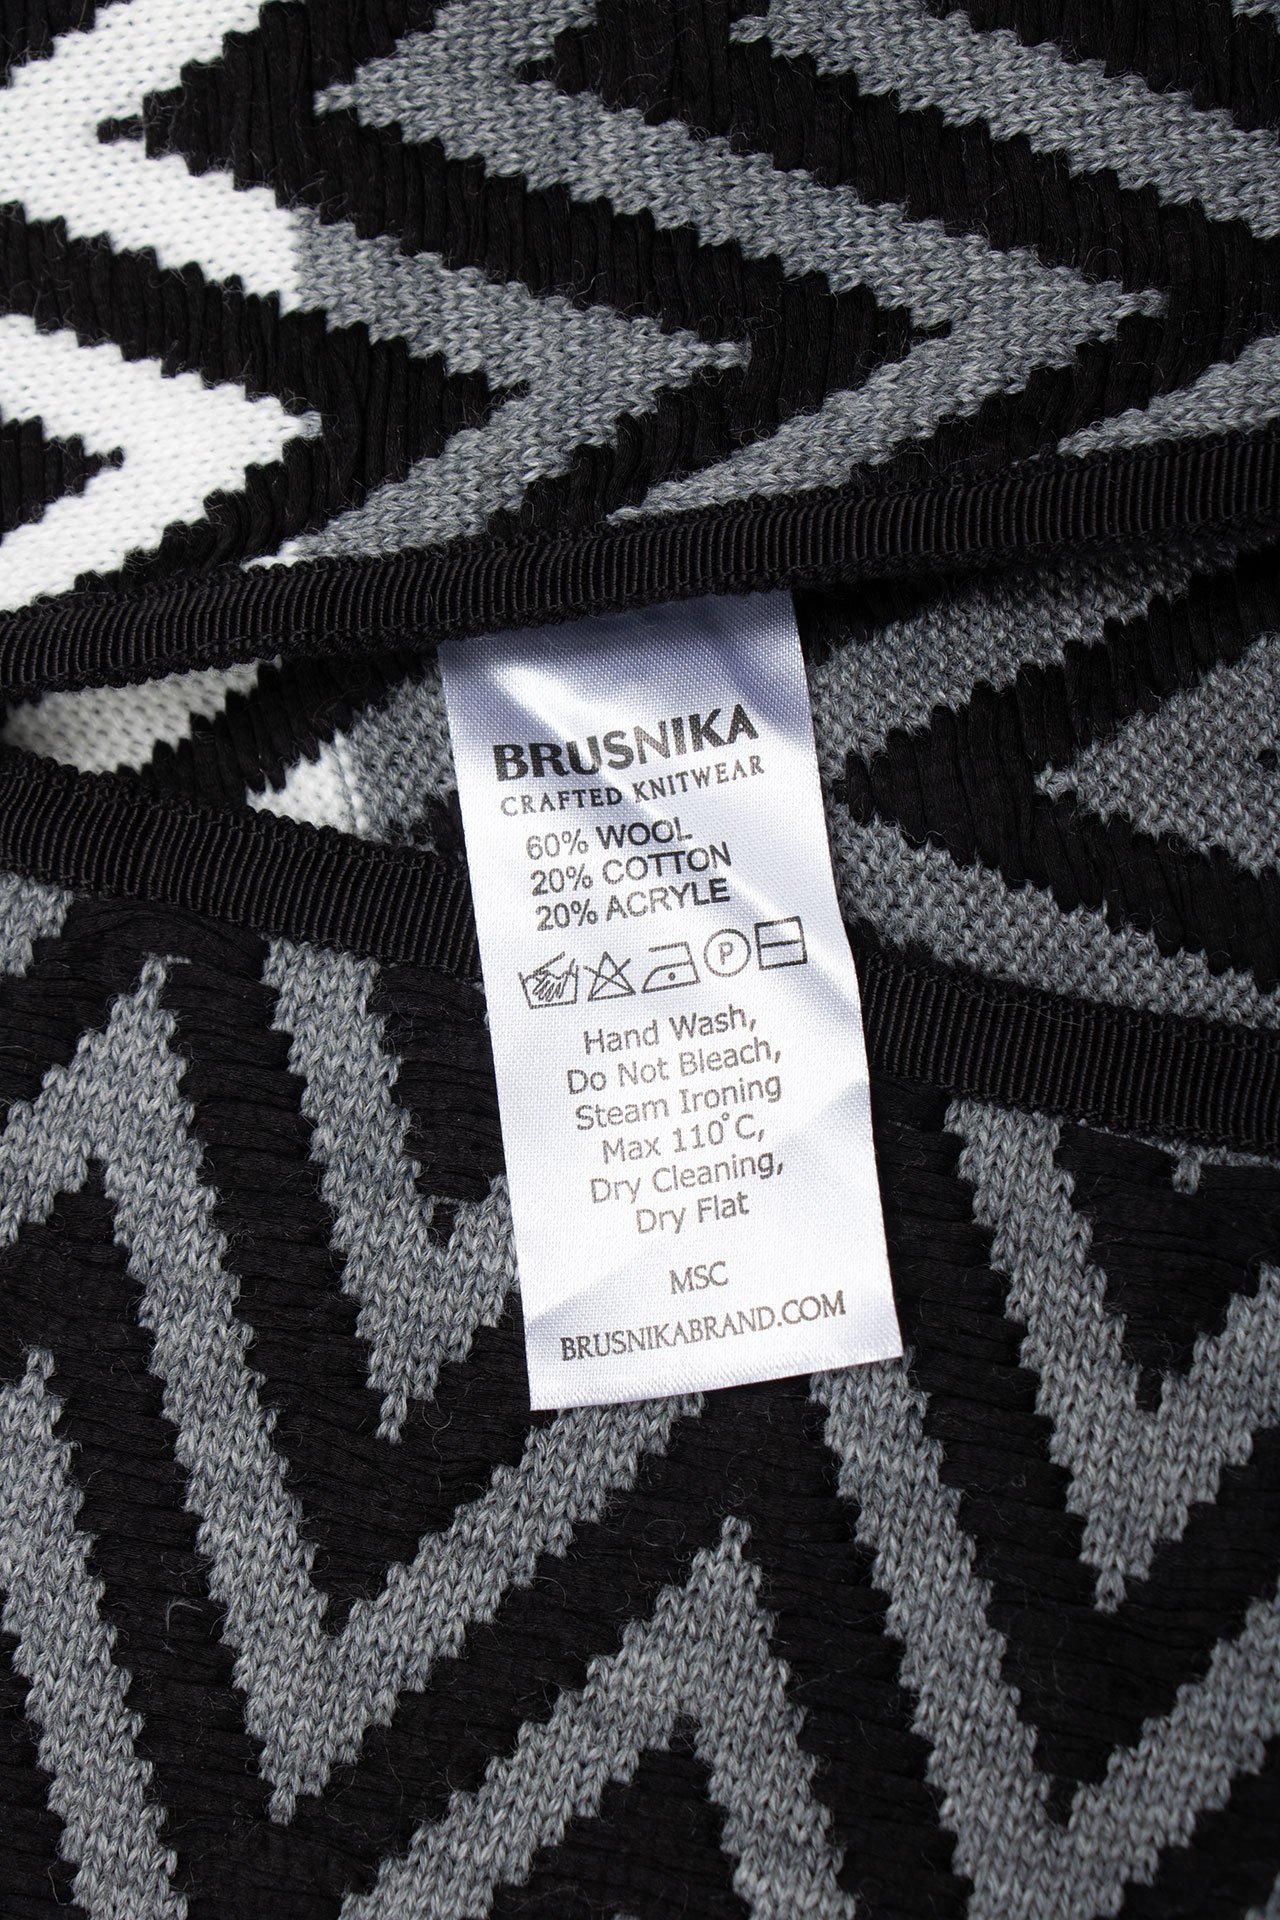 BRUSNIKA
CRAFTED KNITWEAR
60% WOOL
20% COTTON
20% ACRYLE
P
Hand Wash,
Do Not Bleach,
Steam Ironing
Max 110°C,
Dry Cleaning,
Dry Flat
MSC
BRUSNIKABRAND.COM